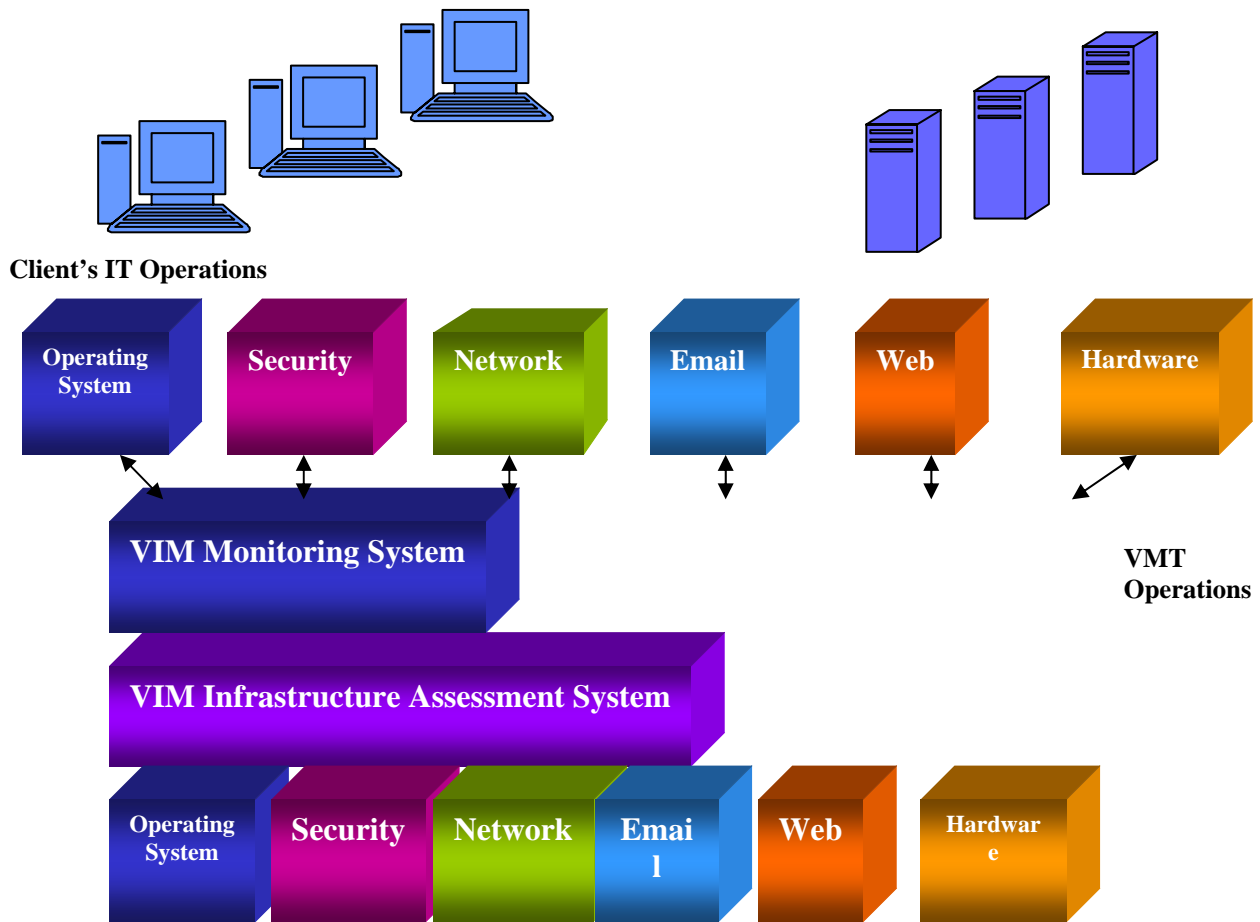 Client's IT Operations
Operating
System
Security
Network
Email
Web
Hardware
VIM Monitoring System
VMT
Operations
VIM Infrastructure Assessment System
Operating
System
Security
Network
Emai
l
Web
Hardwar
e